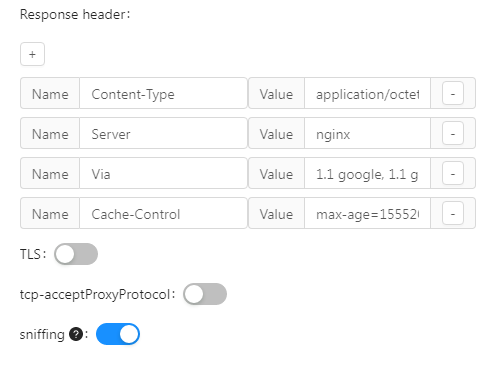 Response header:
+
Name Content-Type Value application/octet -
Name Server Value nginx -
Name Via Value 1.1 google, 1.1 g -
Name Cache-Control Value max-age=15552 -
TLS:
tcp-acceptProxyProtocol:
sniffing ? :